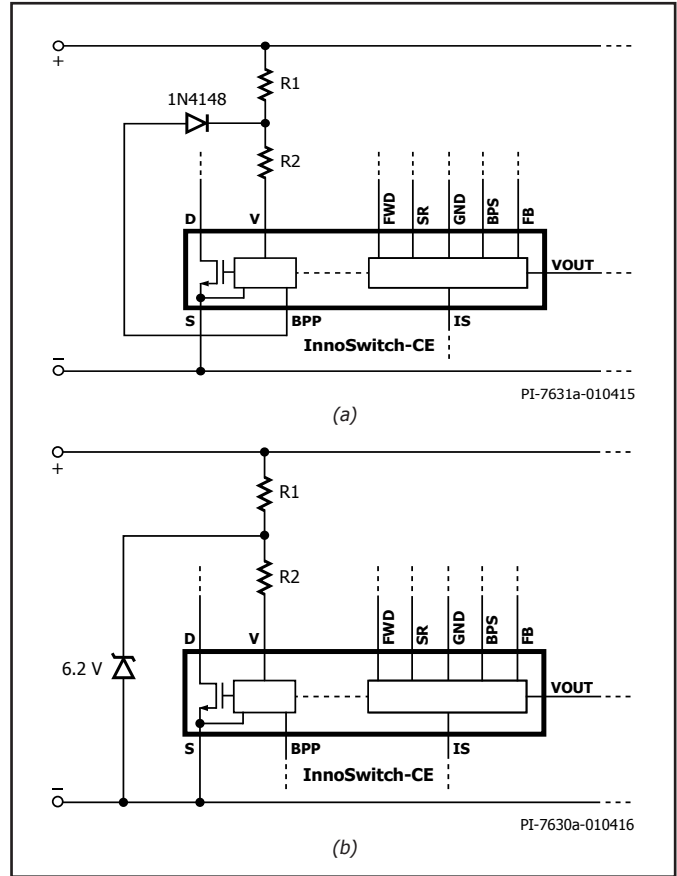 +
R1
1N4148
R2
D
V
FWD
SR
GND
BPS
FB
VOUT
S
BPP
IS
InnoSwitch-CE
−
PI-7631a-010415
(a)
+
R1
R2
D
V
FWD
SR
GND
BPS
FB
6.2 V
VOUT
S
BPP
IS
InnoSwitch-CE
−
PI-7630a-010416
(b)